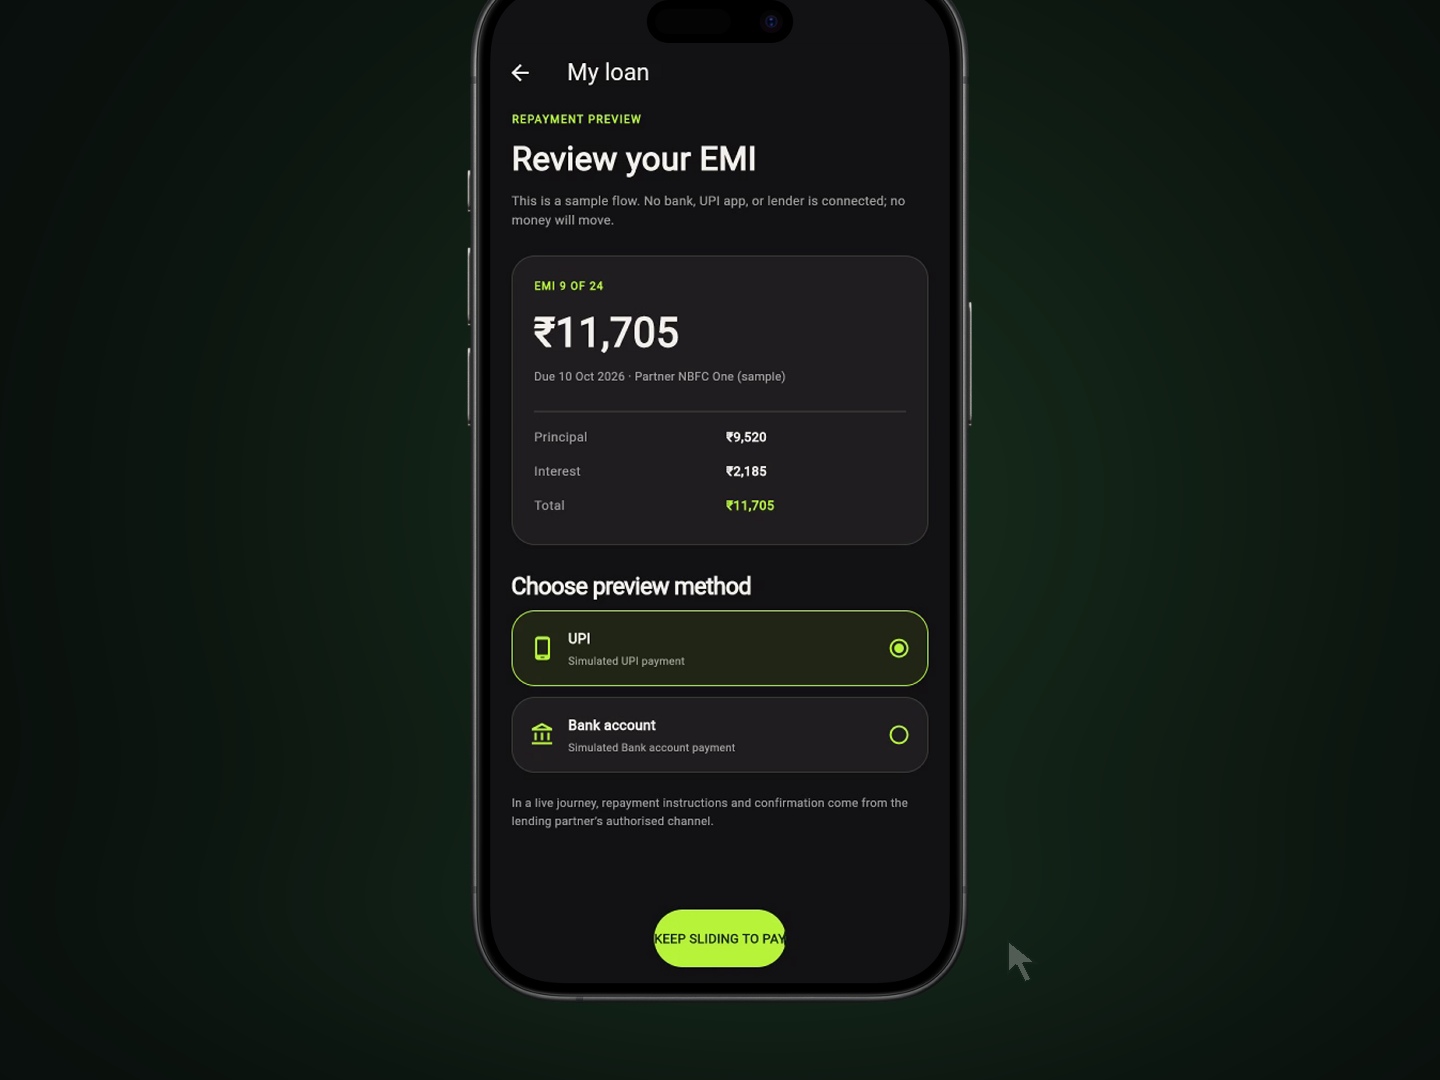 My loan
REPAYMENT PREVIEW
Review your EMI
This is a sample flow. No bank, UPI app, or lender is connected; no
money will move.
EMI 9 OF 24
₹11,705
Due 10 Oct 2026 · Partner NBFC One (sample)
Principal ₹9,520
Interest ₹2,185
Total ₹11,705
Choose preview method
UPI
Simulated UPI payment
Bank account
Simulated Bank account payment
In a live journey, repayment instructions and confirmation come from the
lending partner's authorised channel.
KEEP SLIDING TO PAY